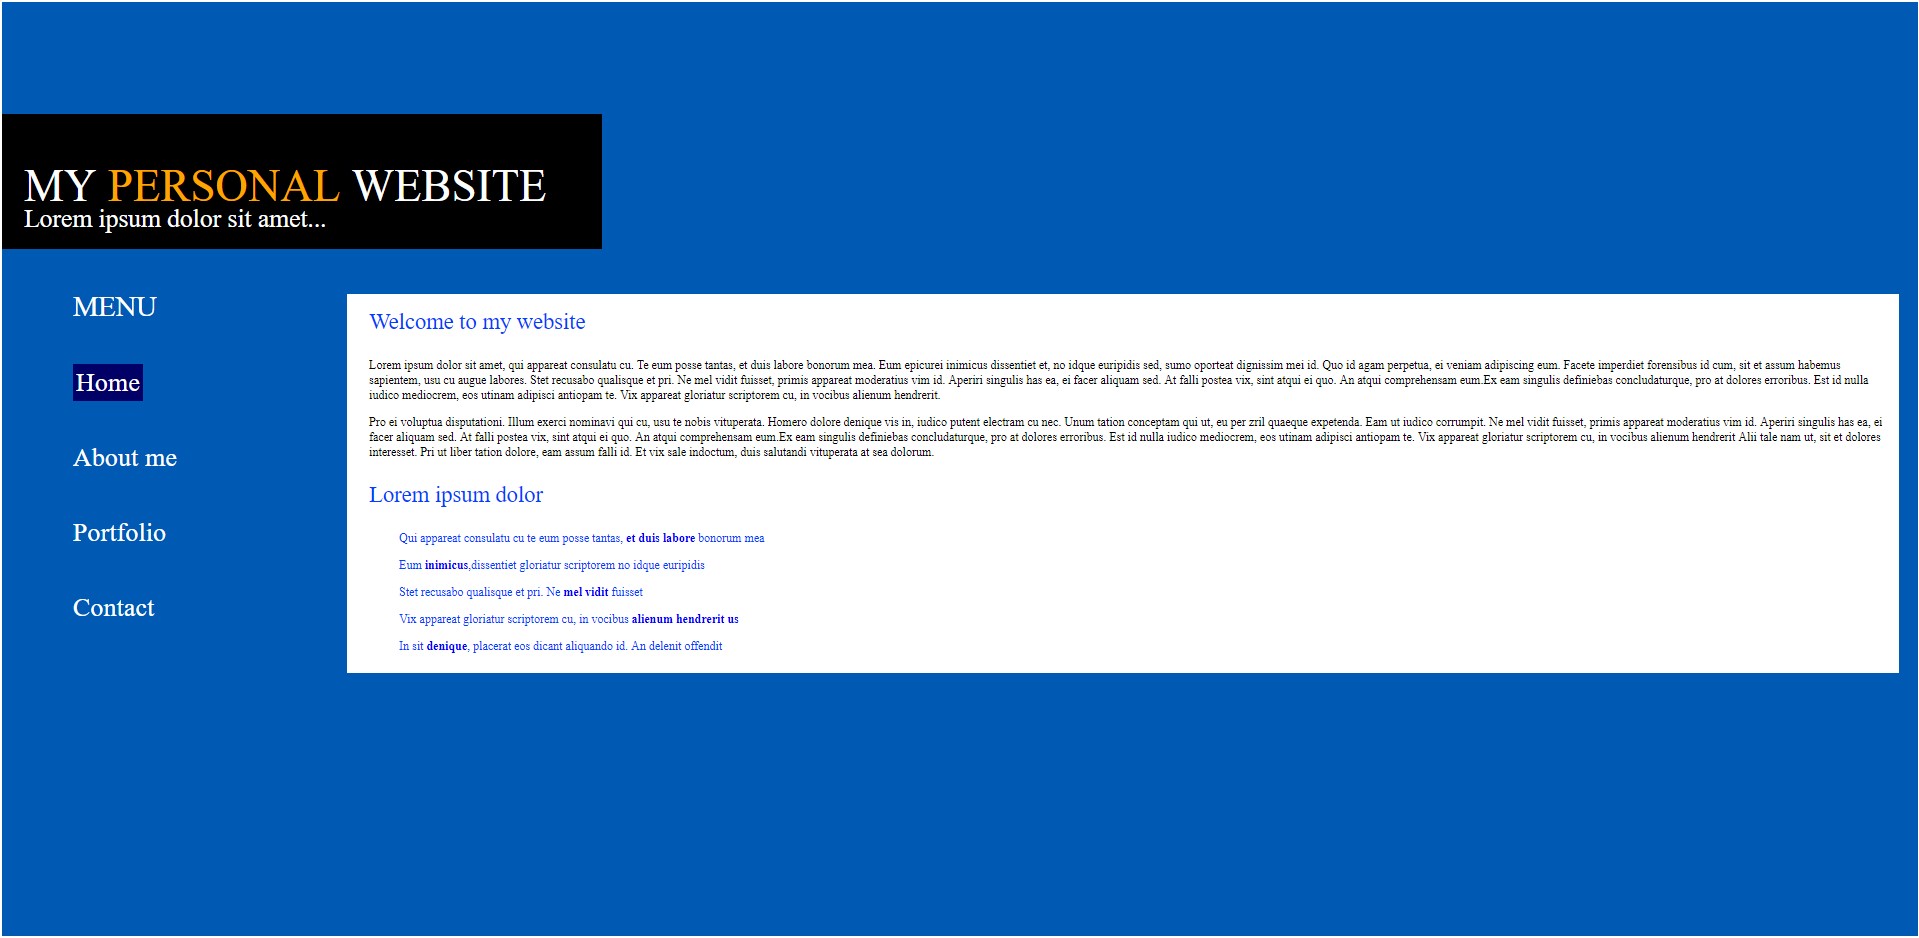 MY PERSONAL WEBSITE
Lorem ipsum dolor sit amet...
MENU
Home
About me
Portfolio
Contact
Welcome to my website
Lorem ipsum dolor sit amet, qui appareat consulatu cu. Te eum posse tantas, et duis labore bonorum mea. Eum epicurei inimicus dissentiet et, no idque euripidis sed, sumo oporteat dignissim mei id. Quo id agam perpetua, ei veniam adipiscing eum. Facete imperdiet forensibus id cum, sit et assum habemus
sapientem, usu cu augue labores. Stet recusabo qualisque et pri. Ne mel vidit fuisset, primis appareat moderatius vim id. Aperiri singulis has ea, ei facer aliquam sed. At falli postea vix, sint atqui ei quo. An atqui comprehensam eum.Ex eam singulis definiebas concludaturque, pro at dolores erroribus. Est id nulla
iudico mediocrem, eos utinam adipisci antiopam te. Vix appareat gloriatur scriptorem cu, in vocibus alienum hendrerit.
Pro ei voluptua disputationi. Illum exerci nominavi qui cu, usu te nobis vituperata. Homero dolore denique vis in, iudico putent electram cu nec. Unum tation conceptam qui ut, eu per zril quaeque expetenda. Eam ut iudico corrumpit. Ne mel vidit fuisset, primis appareat moderatius vim id. Aperiri singulis has ea, ei
facer aliquam sed. At falli postea vix, sint atqui ei quo. An atqui comprehensam eum.Ex eam singulis definiebas concludaturque, pro at dolores erroribus. Est id nulla iudico mediocrem, eos utinam adipisci antiopam te. Vix appareat gloriatur scriptorem cu, in vocibus alienum hendrerit Alii tale nam ut, sit et dolores
interesset. Pri ut liber tation dolore, eam assum falli id. Et vix sale indoctum, duis salutandi vituperata at sea dolorum.
Lorem ipsum dolor
Qui appareat consulatu cu te eum posse tantas, et duis labore bonorum mea
Eum inimicus,dissentiet gloriatur scriptorem no idque euripidis
Stet recusabo qualisque et pri. Ne mel vidit fuisset
Vix appareat gloriatur scriptorem cu, in vocibus alienum hendrerit us
In sit denique, placerat eos dicant aliquando id. An delenit offendit